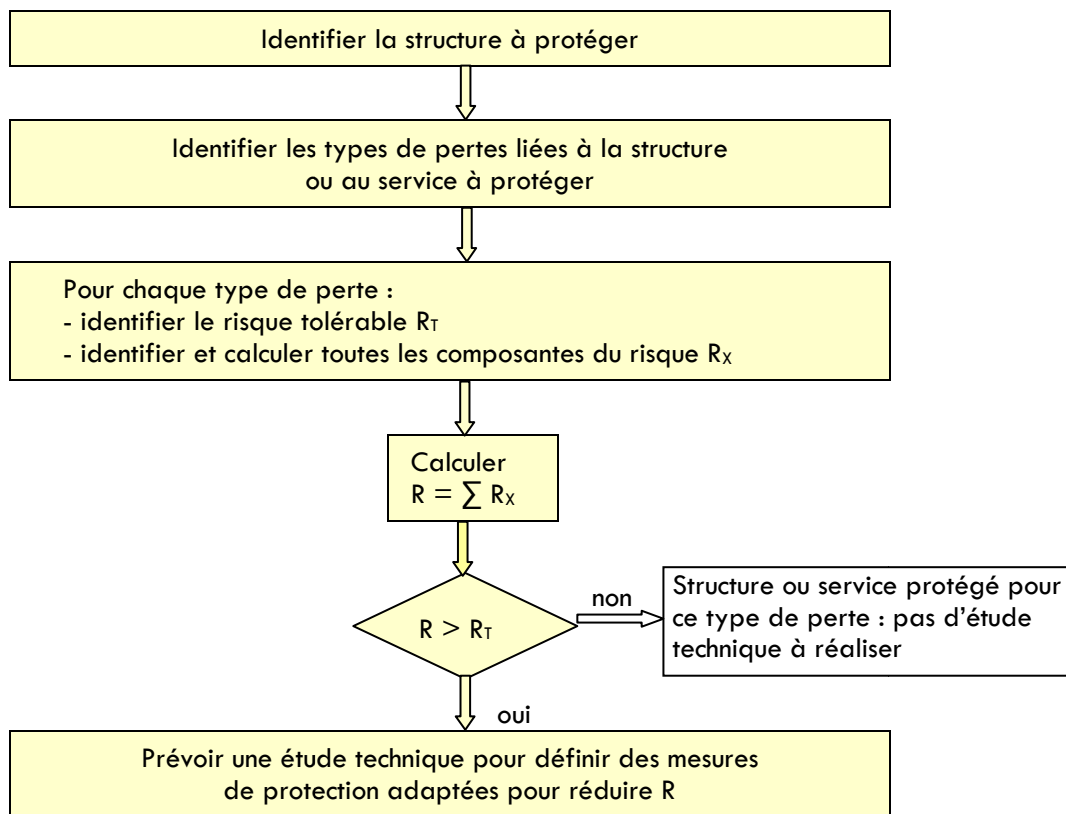 Identifier la structure à protéger
Identifier les types de pertes liées à la structure
ou au service à protéger
Pour chaque type de perte :
- identifier le risque tolérable RT
- identifier et calculer toutes les composantes du risque RX
Calculer
R = ∑ RX
R > RT
non
Structure ou service protégé pour
ce type de perte : pas d’étude
technique à réaliser
oui
Prévoir une étude technique pour définir des mesures
de protection adaptées pour réduire R